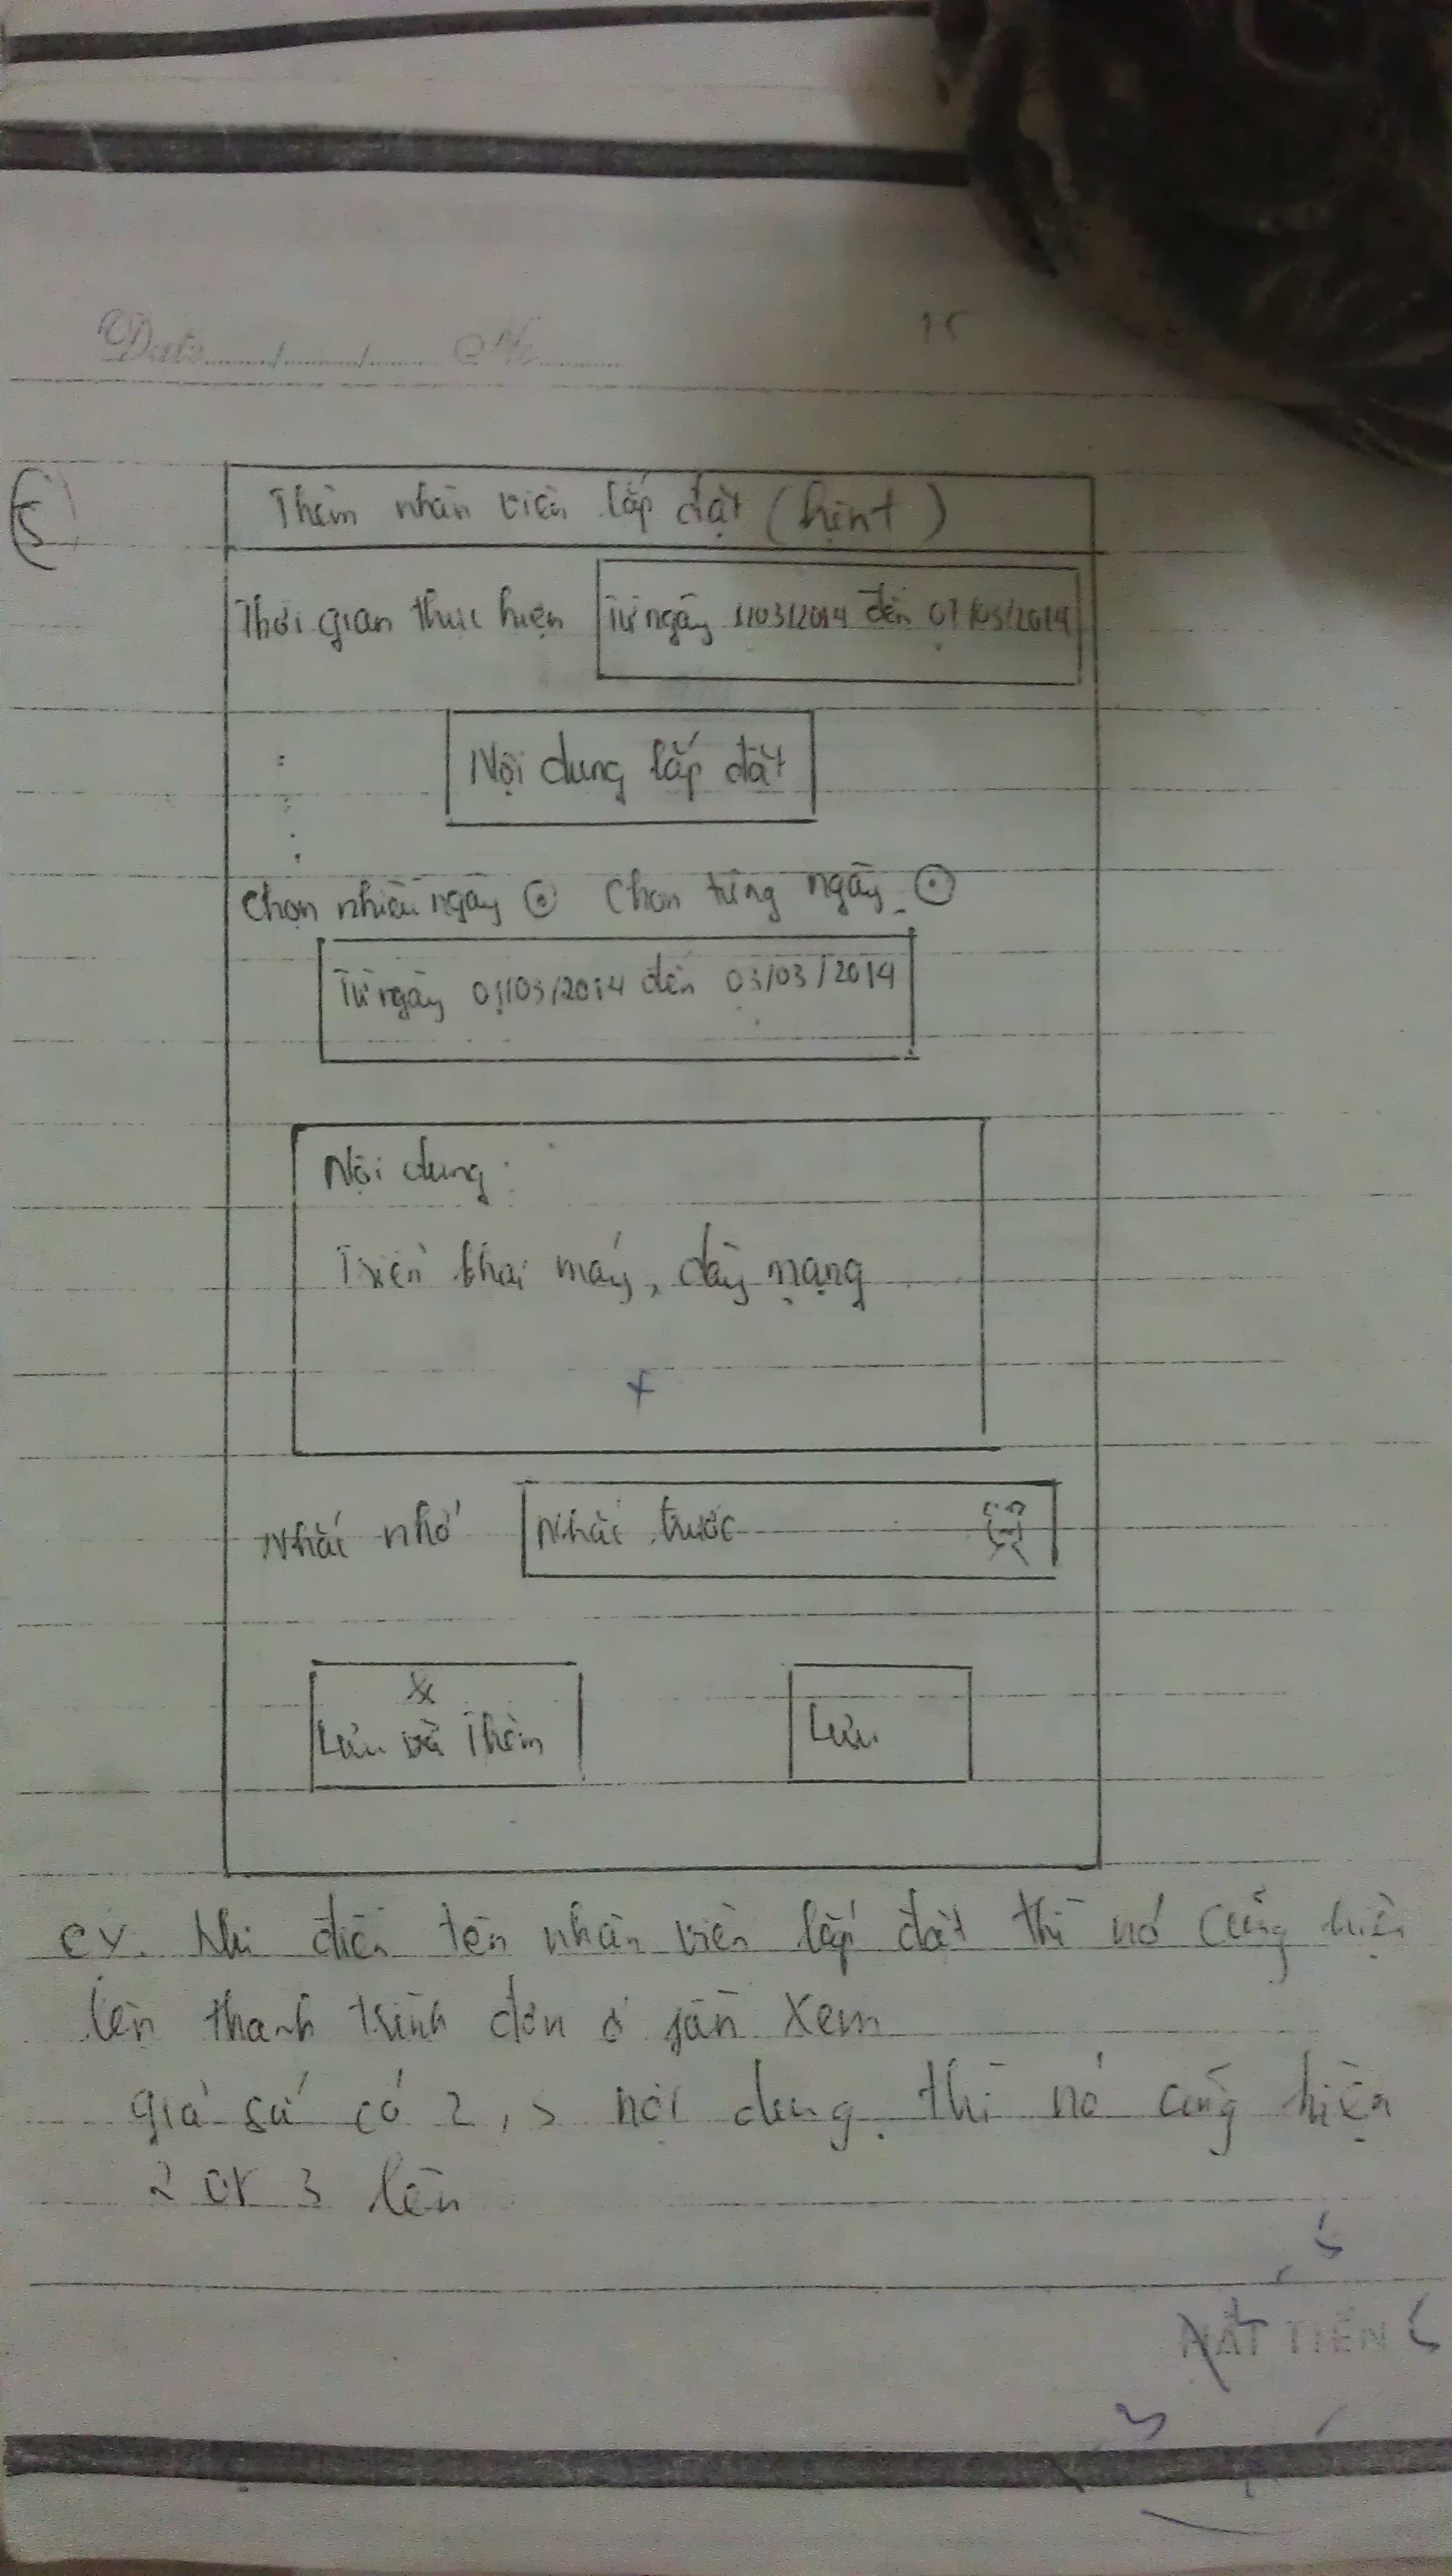 Date ....../....../...... No ......
15
5
Thêm nhân viên lắp đặt (hint)
Thời gian thực hiện
Từ ngày 1/03/2014 đến 07/03/2014
Nội dung lắp đặt
Chọn nhiều ngày Chọn từng ngày
Từ ngày 01/03/2014 đến 03/03/2014
Nội dung:
Triển khai máy, dây mạng
Nhắc nhở
Nhắc trước
Lưu và Thêm
Lưu
ex. khi điền tên nhân viên lắp đặt thì nó cũng hiện
lên thanh trình đơn ở xem
giả sử có 2, 3 nội dung thì nó cũng hiện
2 or 3 lên
TIẾN